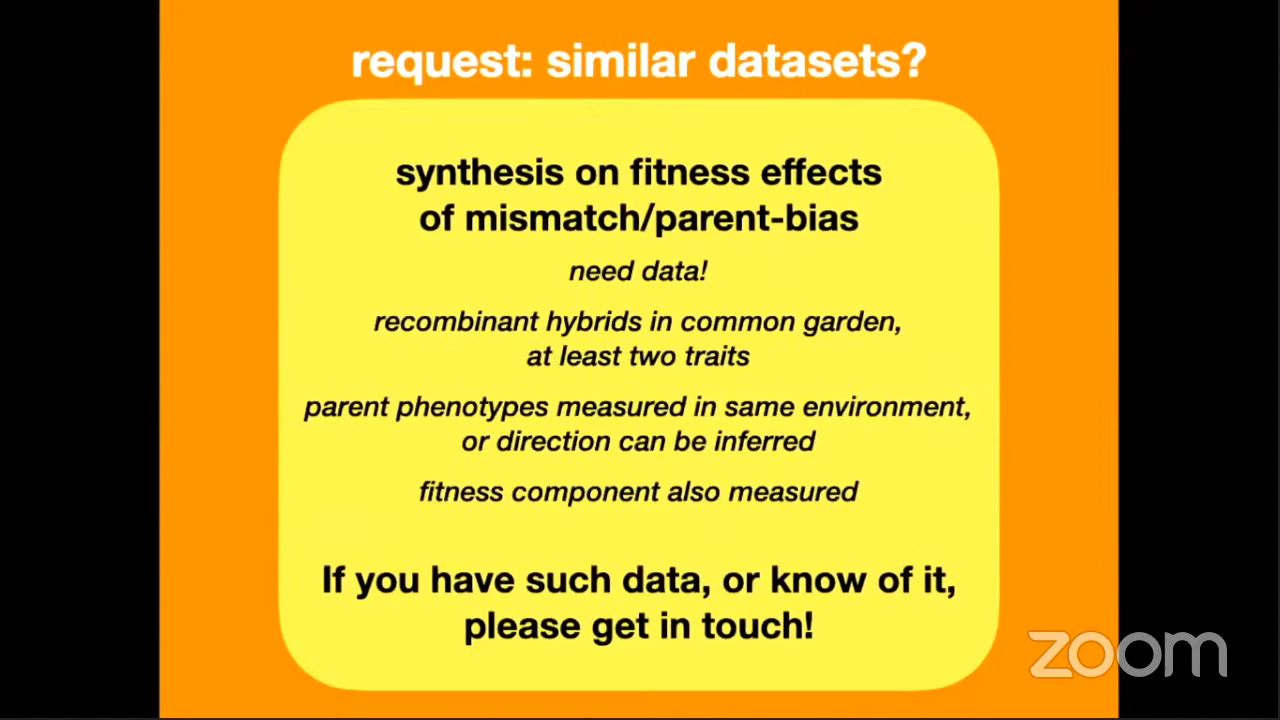 request: similar datasets?
synthesis on fitness effects
of mismatch/parent-bias
need data!
recombinant hybrids in common garden,
at least two traits
parent phenotypes measured in same environment,
or direction can be inferred
fitness component also measured
If you have such data, or know of it,
please get in touch!
zoom